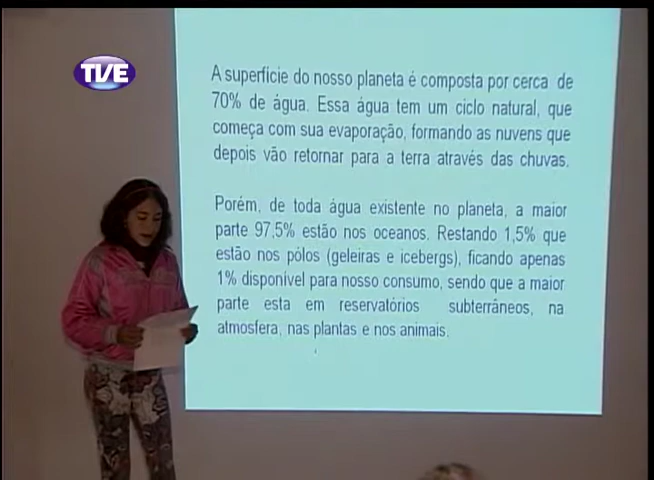 TVE
A superficie do nosso planeta é composta por cerca de
70% de água. Essa água tem um ciclo natural, que
começa com sua evaporação, formando as nuvens que
depois vão retornar para a terra através das chuvas.
Porém, de toda água existente no planeta, a maior
parte 97,5% estão nos oceanos. Restando 1,5% que
estão nos pólos (geleiras e icebergs), ficando apenas
1% disponível para nosso consumo, sendo que a maior
parte esta em reservatórios subterrâneos, na
atmosfera, nas plantas e nos animais.